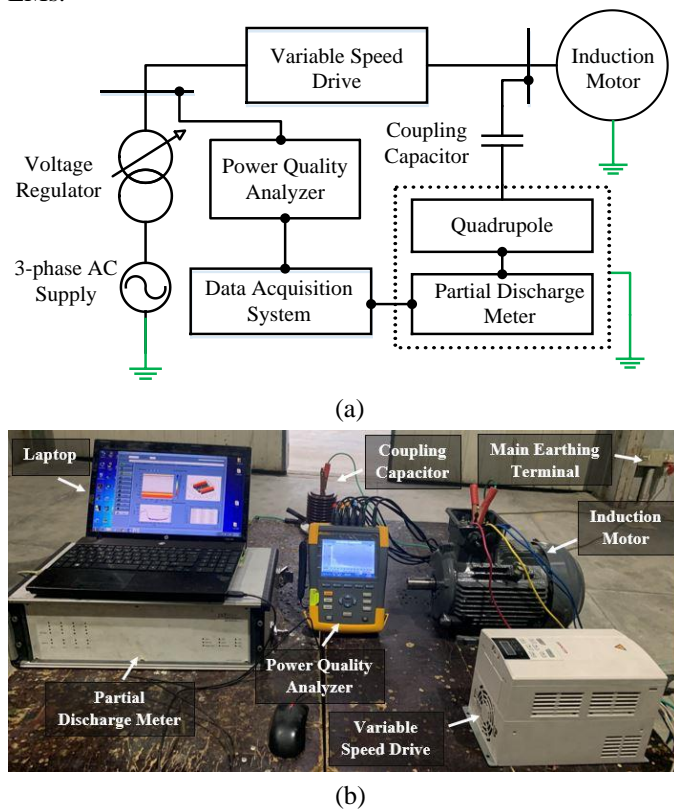 Variable Speed
Drive
Induction
Motor
Coupling
Capacitor
Voltage
Regulator
Power Quality
Analyzer
Quadrupole
3-phase AC
Supply
Data Acquisition
System
Partial Discharge
Meter
(a)
Laptop
Coupling
Capacitor
Main Earthing
Terminal
Induction
Motor
Partial
Discharge Meter
Power Quality
Analyzer
Variable
Speed Drive
(b)